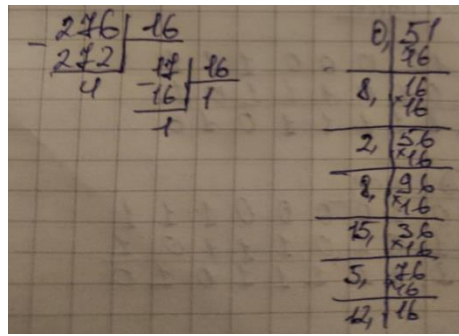 -276 | 16
272 | -17 | 16
4 | 16 | 1
1
0, | 51
16
8, | 16
×16
2, | 56
×16
8, | 96
×16
15, | 36
×16
5, | 76
×16
12, | 16